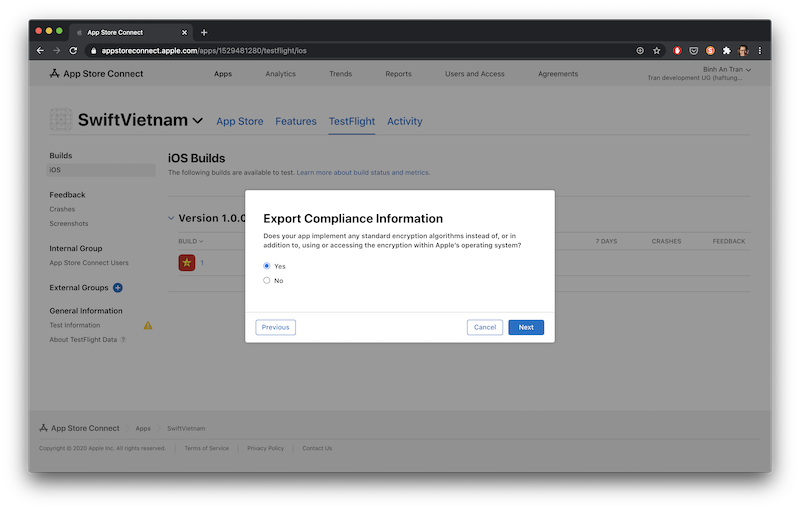 App Store Connect
appstoreconnect.apple.com/apps/1529481280/testflight/ios
App Store Connect
Apps
Analytics
Trends
Reports
Users and Access
Agreements
Binh An Tran
Tran development UG (haftung...
SwiftVietnam
App Store
Features
TestFlight
Activity
Builds
iOS
Feedback
Crashes
Screenshots
Internal Group
App Store Connect Users
External Groups
General Information
Test Information
About TestFlight Data ?
iOS Builds
The following builds are available to test. Learn more about build status and metrics.
Version 1.0.0
BUILD
7 DAYS
CRASHES
FEEDBACK
1
Export Compliance Information
Does your app implement any standard encryption algorithms instead of, or in
addition to, using or accessing the encryption within Apple's operating system?
Yes
No
Previous
Cancel
Next
App Store Connect
Apps
SwiftVietnam
Copyright © 2020 Apple Inc. All rights reserved.
Terms of Service
Privacy Policy
Contact Us